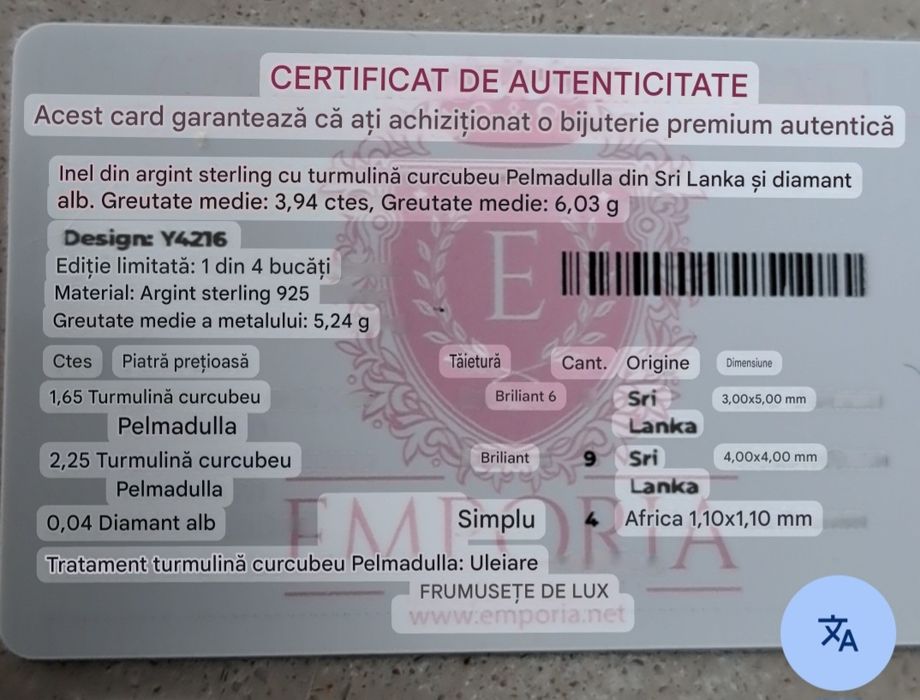 CERTIFICAT DE AUTENTICITATE
Acest card garantează că ați achiziționat o bijuterie premium autentică
Inel din argint sterling cu turmulină curcubeu Pelmadulla din Sri Lanka și diamant
alb. Greutate medie: 3,94 ctes, Greutate medie: 6,03 g
Design: Y4216
Ediție limitată: 1 din 4 bucăți
Material: Argint sterling 925
Greutate medie a metalului: 5,24 g
E
Ctes Piatră prețioasă Tăietură Cant. Origine Dimensiune
1,65 Turmulină curcubeu Briliant 6 Sri 3,00x5,00 mm
Pelmadulla Lanka
2,25 Turmulină curcubeu Briliant 9 Sri 4,00x4,00 mm
Pelmadulla Lanka
0,04 Diamant alb Simplu 4 Africa 1,10x1,10 mm
EMPORIA
Tratament turmulină curcubeu Pelmadulla: Uleiare
FRUMUSEȚE DE LUX
www.emporia.net